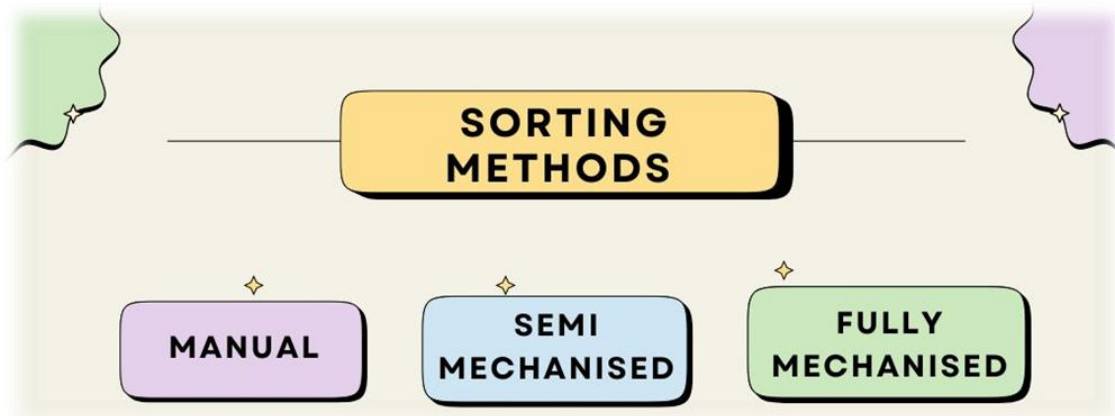 SORTING
METHODS
MANUAL
SEMI
MECHANISED
FULLY
MECHANISED